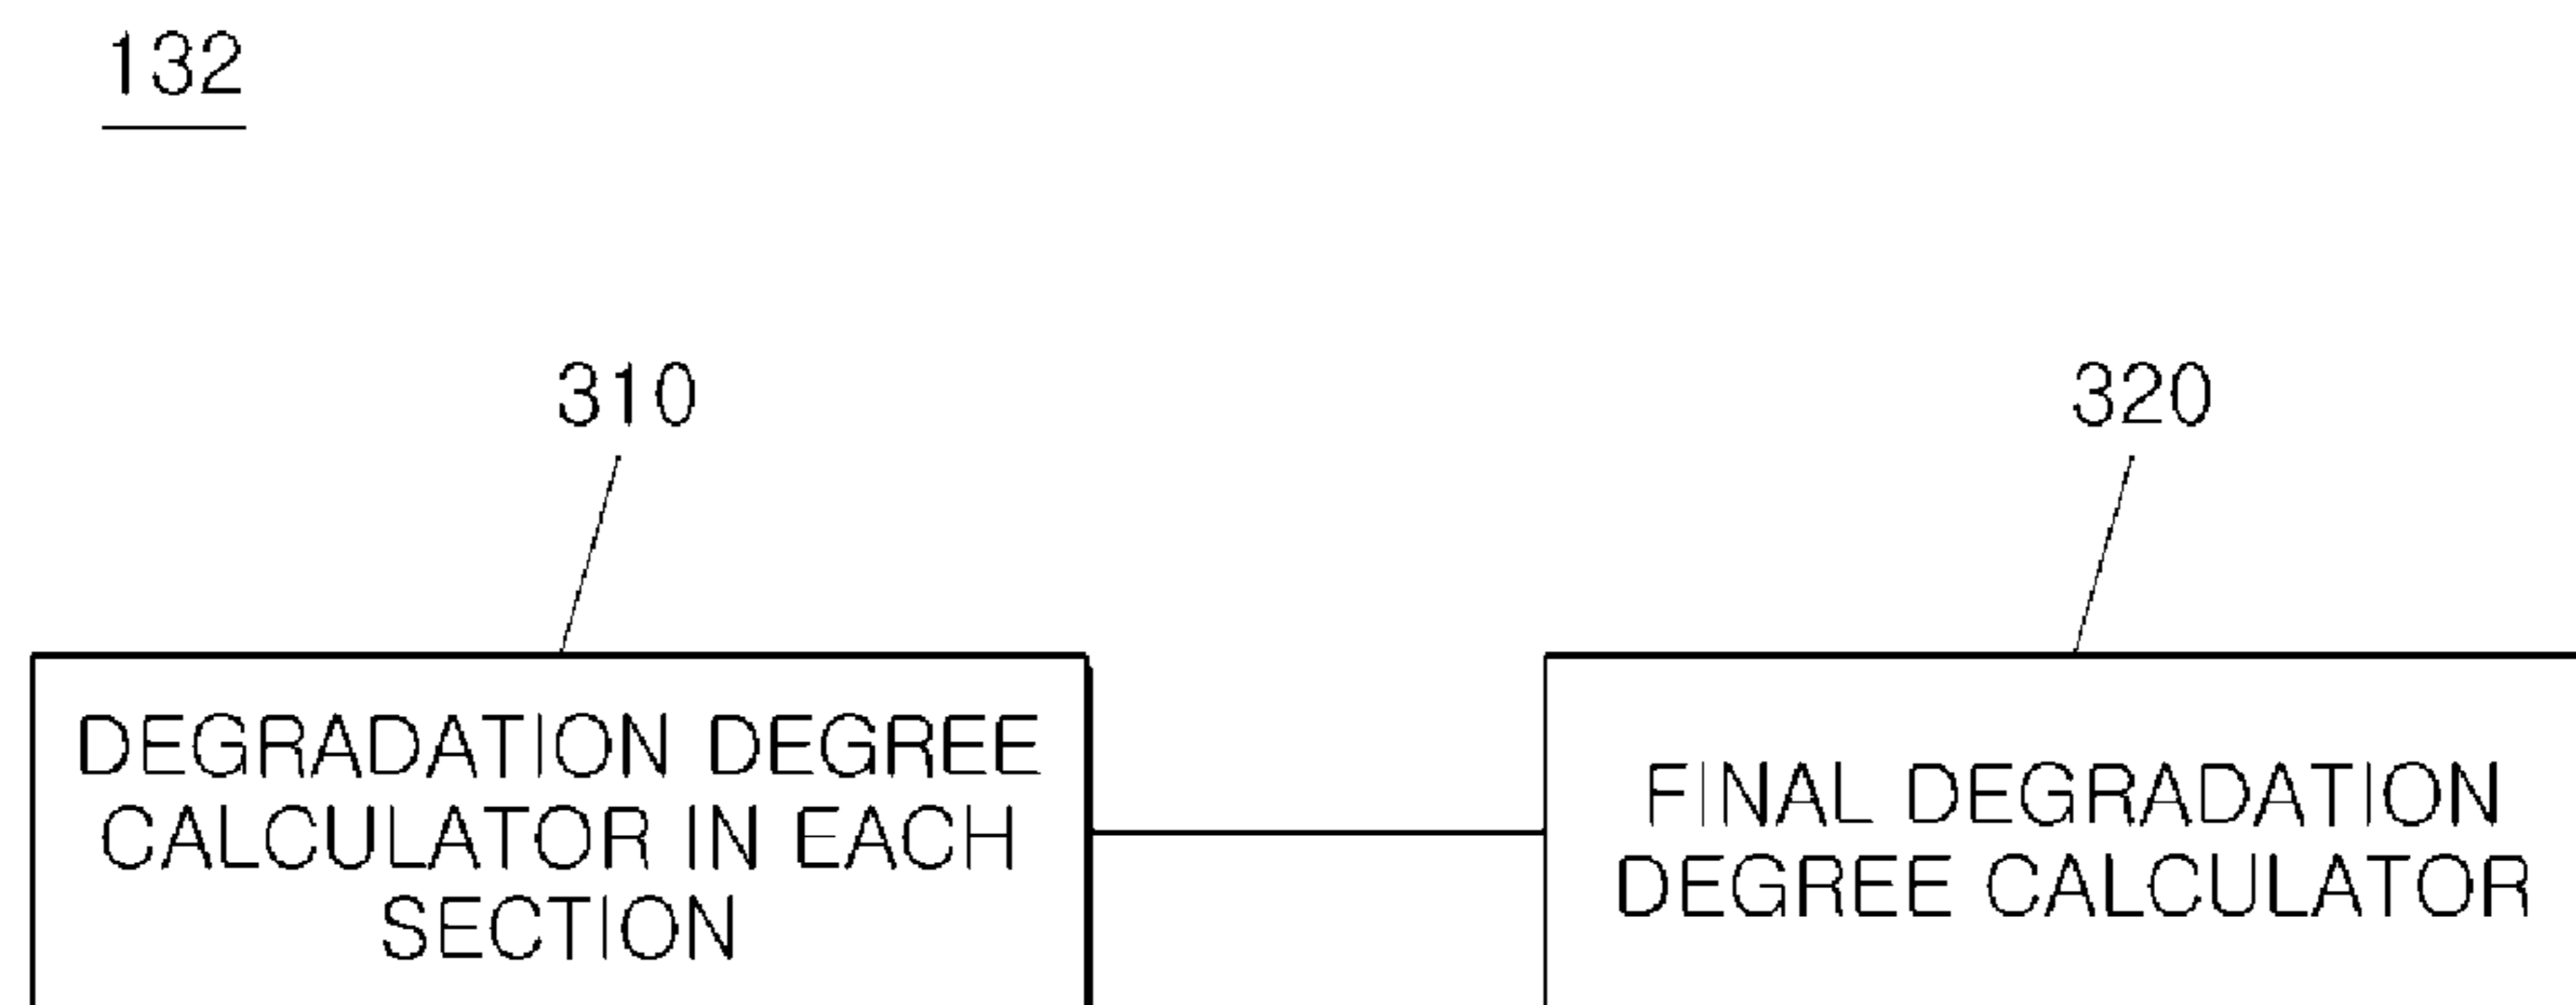 132
310
320
DEGRADATION DEGREE
CALCULATOR IN EACH
SECTION
FINAL DEGRADATION
DEGREE CALCULATOR